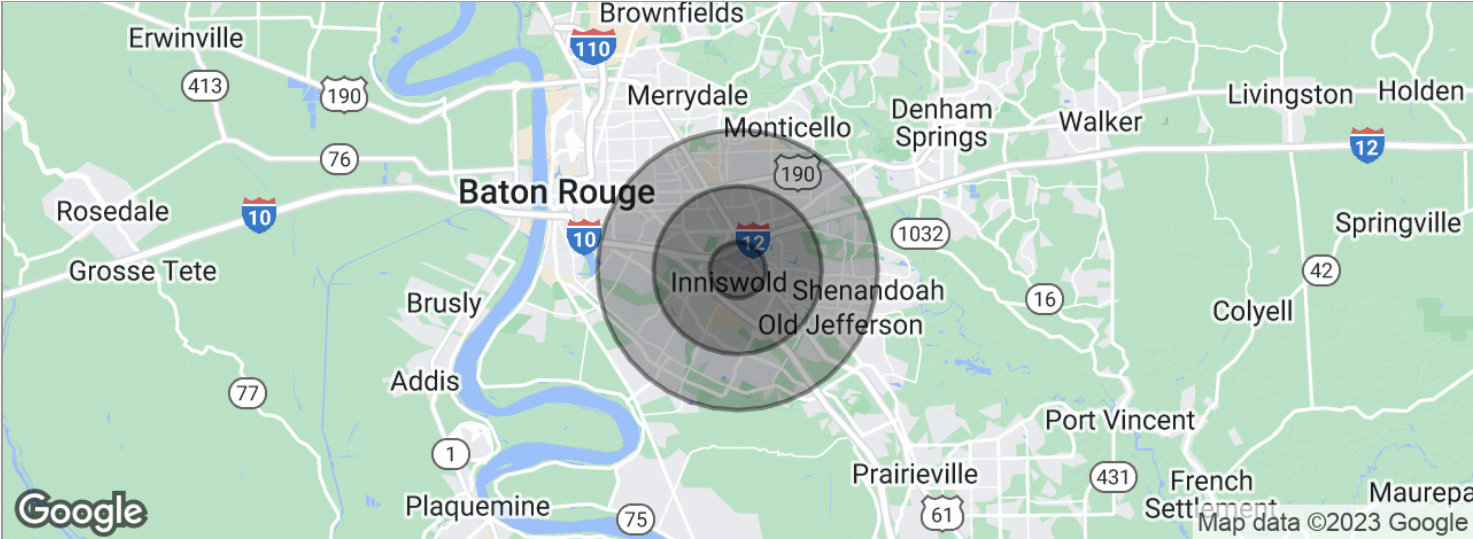 Brownfields
Erwinville
110
413
190
Merrydale
Livingston
Holden
Denham
Springs
Walker
Monticello
12
76
190
Baton Rouge
Rosedale
10
10
12
1032
Springville
Grosse Tete
42
Inniswold
Shenandoah
Brusly
16
Colyell
Old Jefferson
Addis
77
Port Vincent
1
Prairieville
431
French
Settlement
Maurepa
Plaquemine
75
61
Google
Map data ©2023 Google